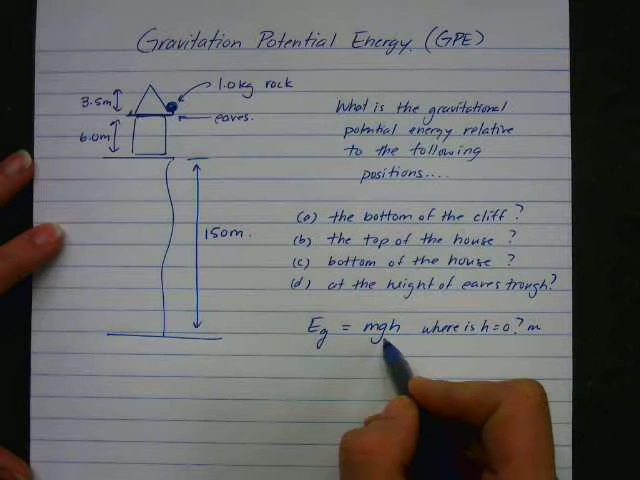 Gravitation Potential Energy (GPE)
3.5m
1.0kg rock
eaves.
6.0m
150m.
What is the gravitational
potential energy relative
to the following
positions....
(a) the bottom of the cliff?
(b) the top of the house?
(c) bottom of the house?
(d) at the height of eaves trough?
Eg = mgh where is h=0? m